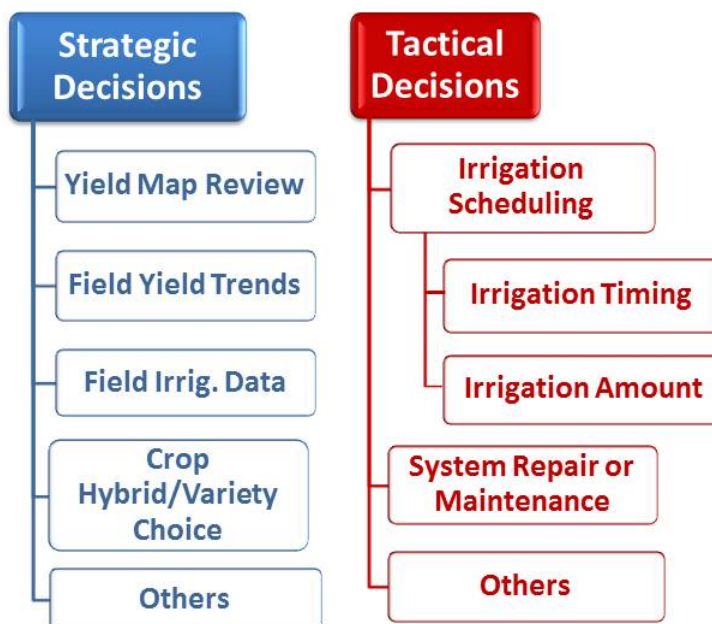 Strategic
Decisions
Yield Map Review
Field Yield Trends
Field Irrig. Data
Crop
Hybrid/Variety
Choice
Others
Tactical
Decisions
Irrigation
Scheduling
Irrigation Timing
Irrigation Amount
System Repair or
Maintenance
Others